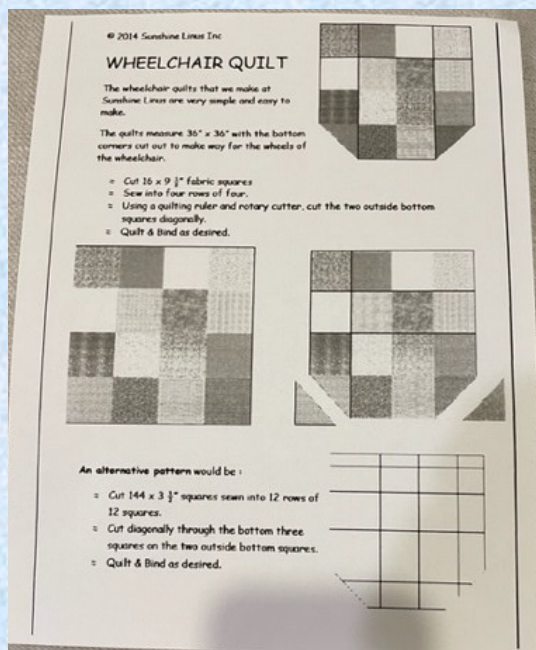 © 2014 Sunshine Linus Inc
WHEELCHAIR QUILT
The wheelchair quilts that we make at
Sunshine Linus are very simple and easy to
make.
The quilts measure 36" x 36" with the bottom
corners cut out to make way for the wheels of
the wheelchair.
Cut 16 x 9 ½" fabric squares
Sew into four rows of four.
Using a quilting ruler and rotary cutter, cut the two outside bottom
squares diagonally.
Quilt & Bind as desired.
An alternative pattern would be :
Cut 144 x 3 ½" squares sewn into 12 rows of
12 squares.
Cut diagonally through the bottom three
squares on the two outside bottom squares.
Quilt & Bind as desired.